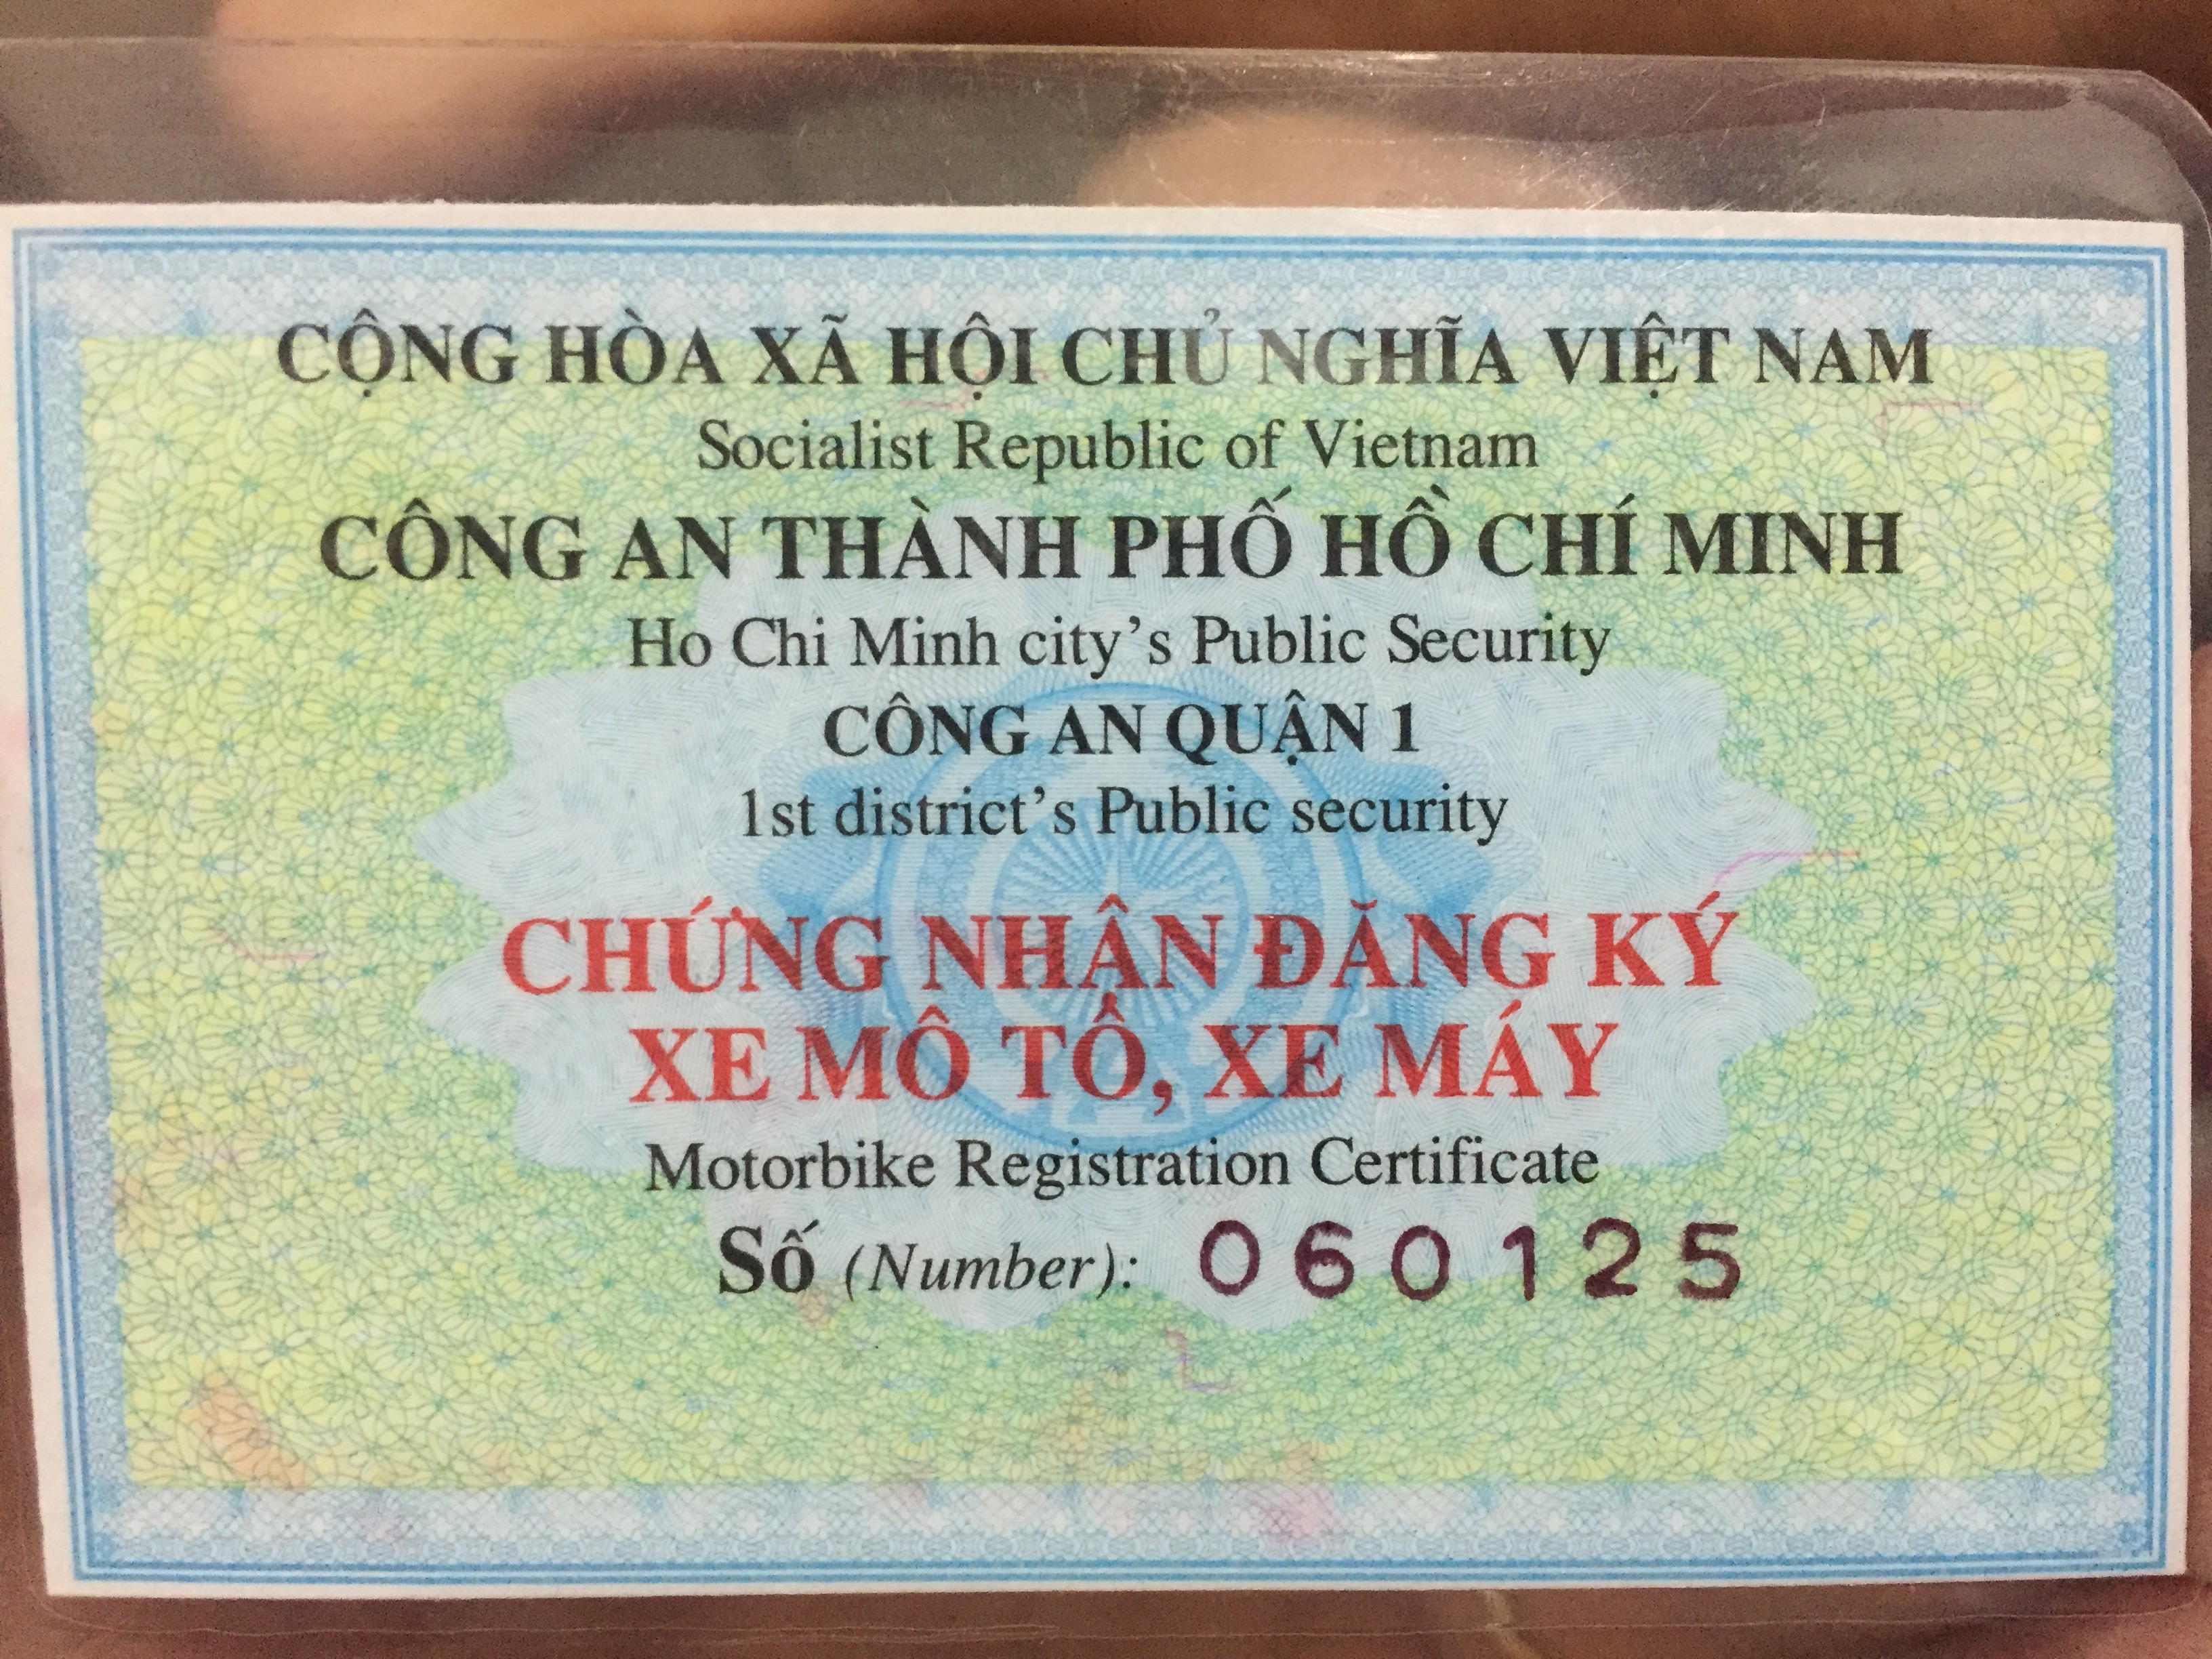 CỘNG HÒA XÃ HỘI CHỦ NGHĨA VIỆT NAM
Socialist Republic of Vietnam
CÔNG AN THÀNH PHỐ HỒ CHÍ MINH
Ho Chi Minh city's Public Security
CÔNG AN QUẬN 1
1st district's Public security
CHỨNG NHẬN ĐĂNG KÝ
XE MÔ TÔ, XE MÁY
Motorbike Registration Certificate
Số (Number): 060125